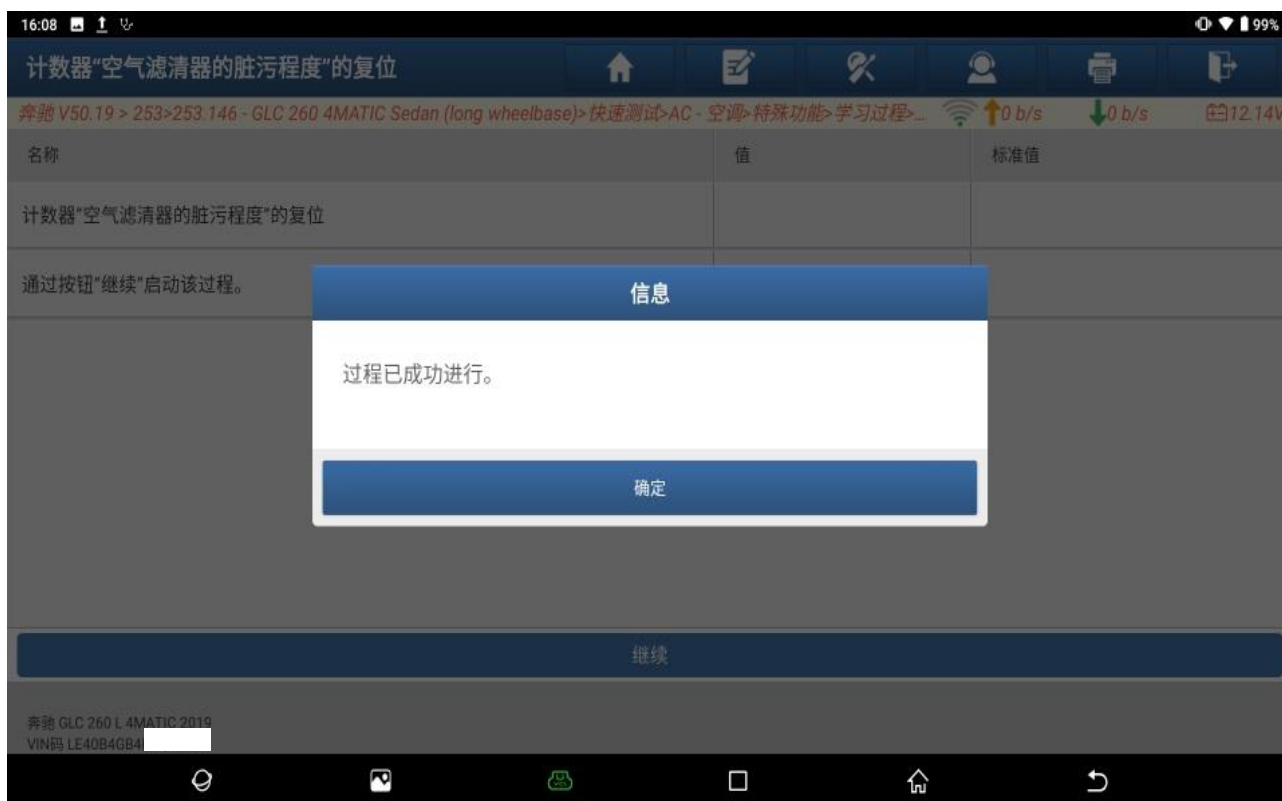 16:08
99%
计数器“空气滤清器的脏污程度”的复位
奔驰 V50.19 > 253>253.146 - GLC 260 4MATIC Sedan (long wheelbase)>快速测试>AC - 空调>特殊功能>学习过程>... 0 b/s 0 b/s 12.14V
名称 值 标准值
计数器“空气滤清器的脏污程度”的复位
通过按钮“继续”启动该过程。
信息
过程已成功进行。
确定
继续
奔驰 GLC 260 L 4MATIC 2019
VIN码 LE40B4GB4